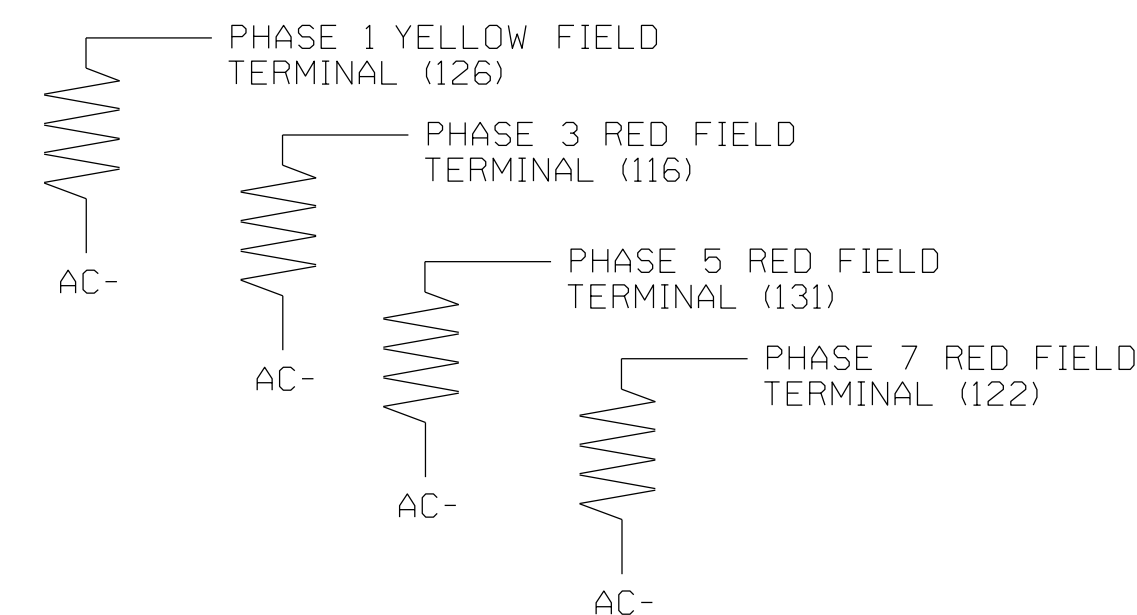 PHASE 1 YELLOW FIELD
TERMINAL (126)
AC-
PHASE 3 RED FIELD
TERMINAL (116)
AC-
PHASE 5 RED FIELD
TERMINAL (131)
AC-
PHASE 7 RED FIELD
TERMINAL (122)
AC-